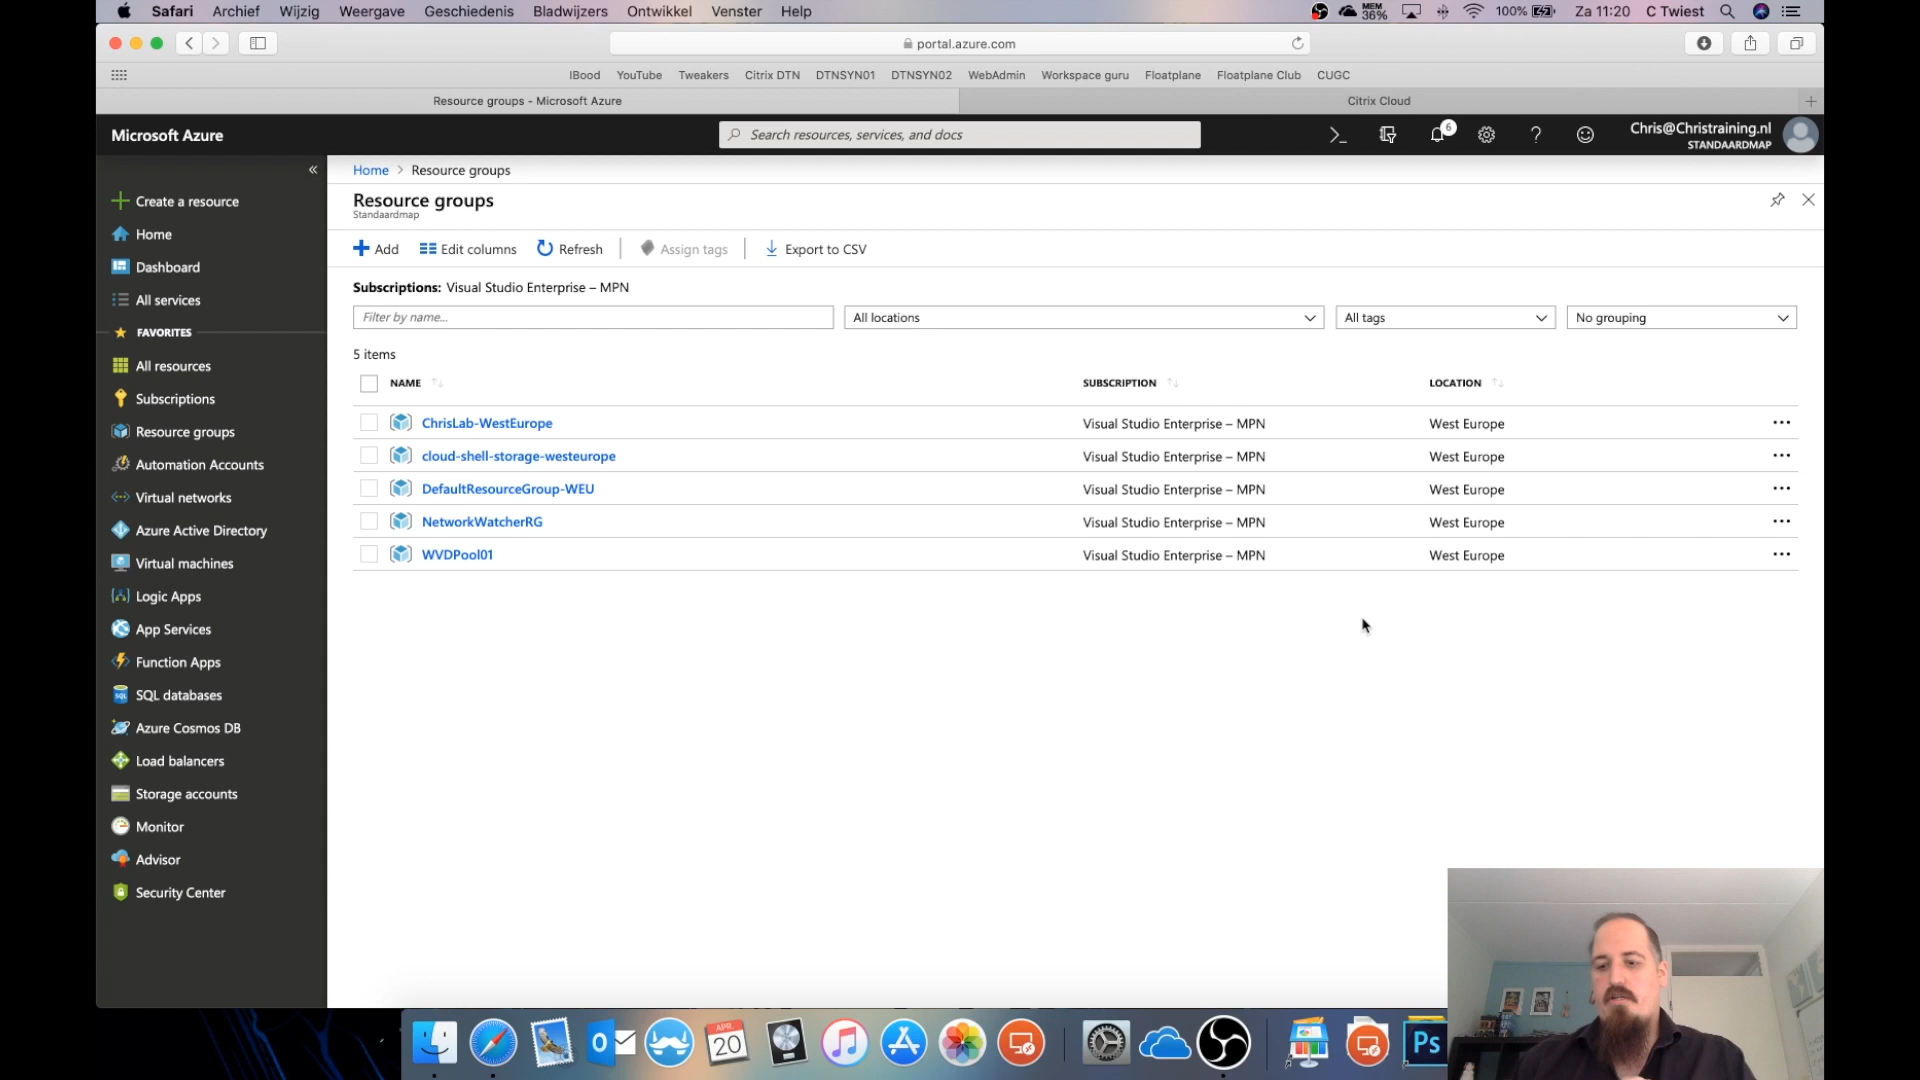 Safari Archief Wijzig Weergave Geschiedenis Bladwijzers Ontwikkel Venster Help MEM 36% 100% Za 11:20 C Twiest
portal.azure.com
IBood YouTube Tweakers Citrix DTN DTNSYN01 DTNSYN02 WebAdmin Workspace guru Floatplane Floatplane Club CUGC
Resource groups - Microsoft Azure Citrix Cloud
Microsoft Azure Search resources, services, and docs 6 Chris@Christraining.nl
STANDAARDMAP
Home > Resource groups
Resource groups
Standaardmap
Add Edit columns Refresh Assign tags Export to CSV
Subscriptions: Visual Studio Enterprise – MPN
Filter by name... All locations All tags No grouping
5 items
NAME SUBSCRIPTION LOCATION
ChrisLab-WestEurope Visual Studio Enterprise – MPN West Europe
cloud-shell-storage-westeurope Visual Studio Enterprise – MPN West Europe
DefaultResourceGroup-WEU Visual Studio Enterprise – MPN West Europe
NetworkWatcherRG Visual Studio Enterprise – MPN West Europe
WVDPool01 Visual Studio Enterprise – MPN West Europe
Create a resource
Home
Dashboard
All services
FAVORITES
All resources
Subscriptions
Resource groups
Automation Accounts
Virtual networks
Azure Active Directory
Virtual machines
Logic Apps
App Services
Function Apps
SQL databases
Azure Cosmos DB
Load balancers
Storage accounts
Monitor
Advisor
Security Center
APR.
20
Ps